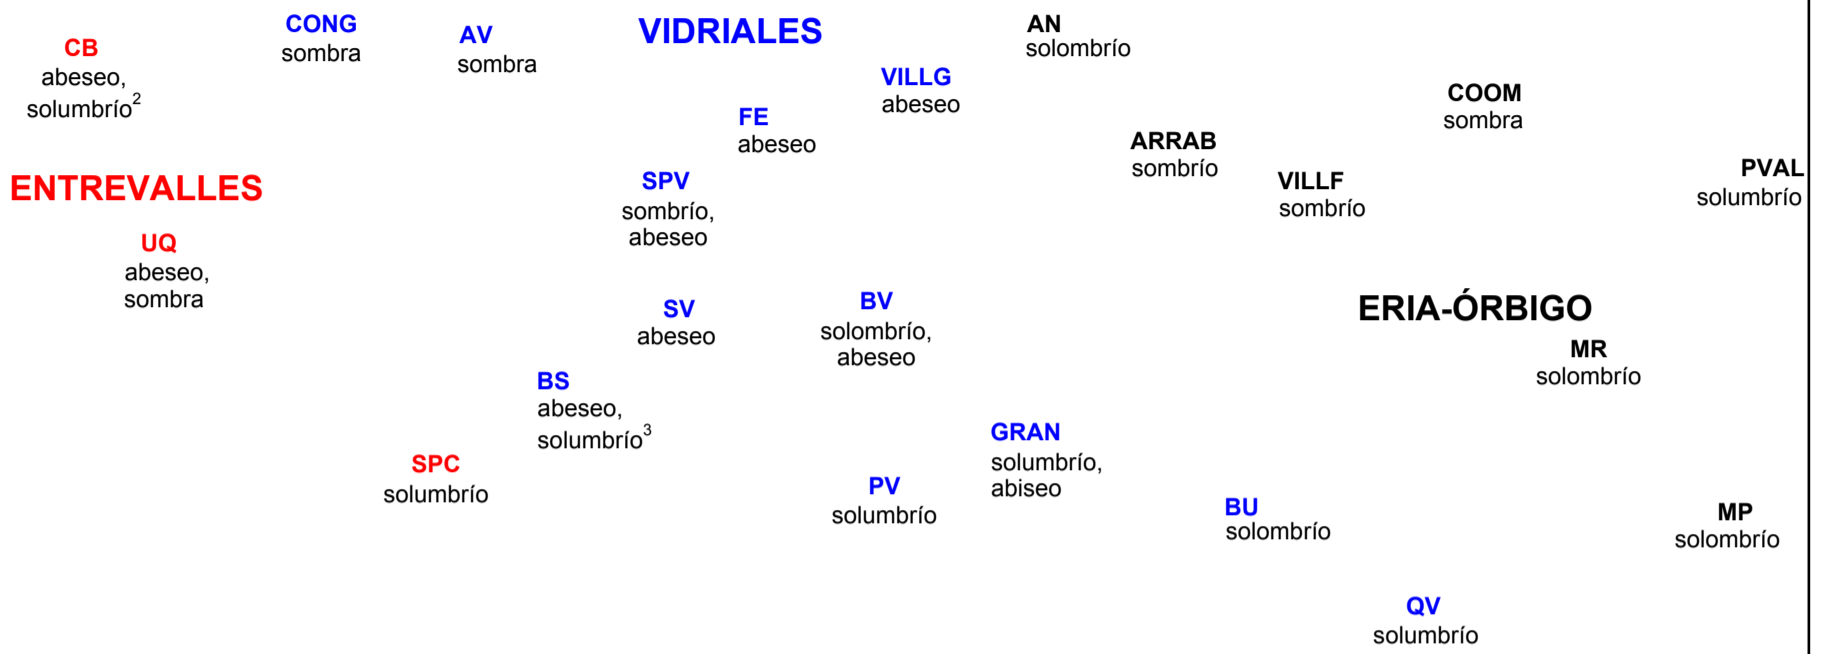 CONG
sombra
AV
sombra
VIDRIALES
AN
solombrío
CB
abeseo,
solumbrío²
VILLG
abeseo
COOM
sombra
FE
abeseo
ARRAB
sombrío
PVAL
solumbrío
ENTREVALLES
SPV
sombrío,
abeseo
VILLF
sombrío
UQ
abeseo,
sombra
SV
abeseo
BV
solombrío,
abeseo
ERIA-ÓRBIGO
MR
solombrío
BS
abeseo,
solumbrío³
GRAN
solumbrío,
abiseo
SPC
solumbrío
PV
solumbrío
BU
solombrío
MP
solombrío
QV
solumbrío